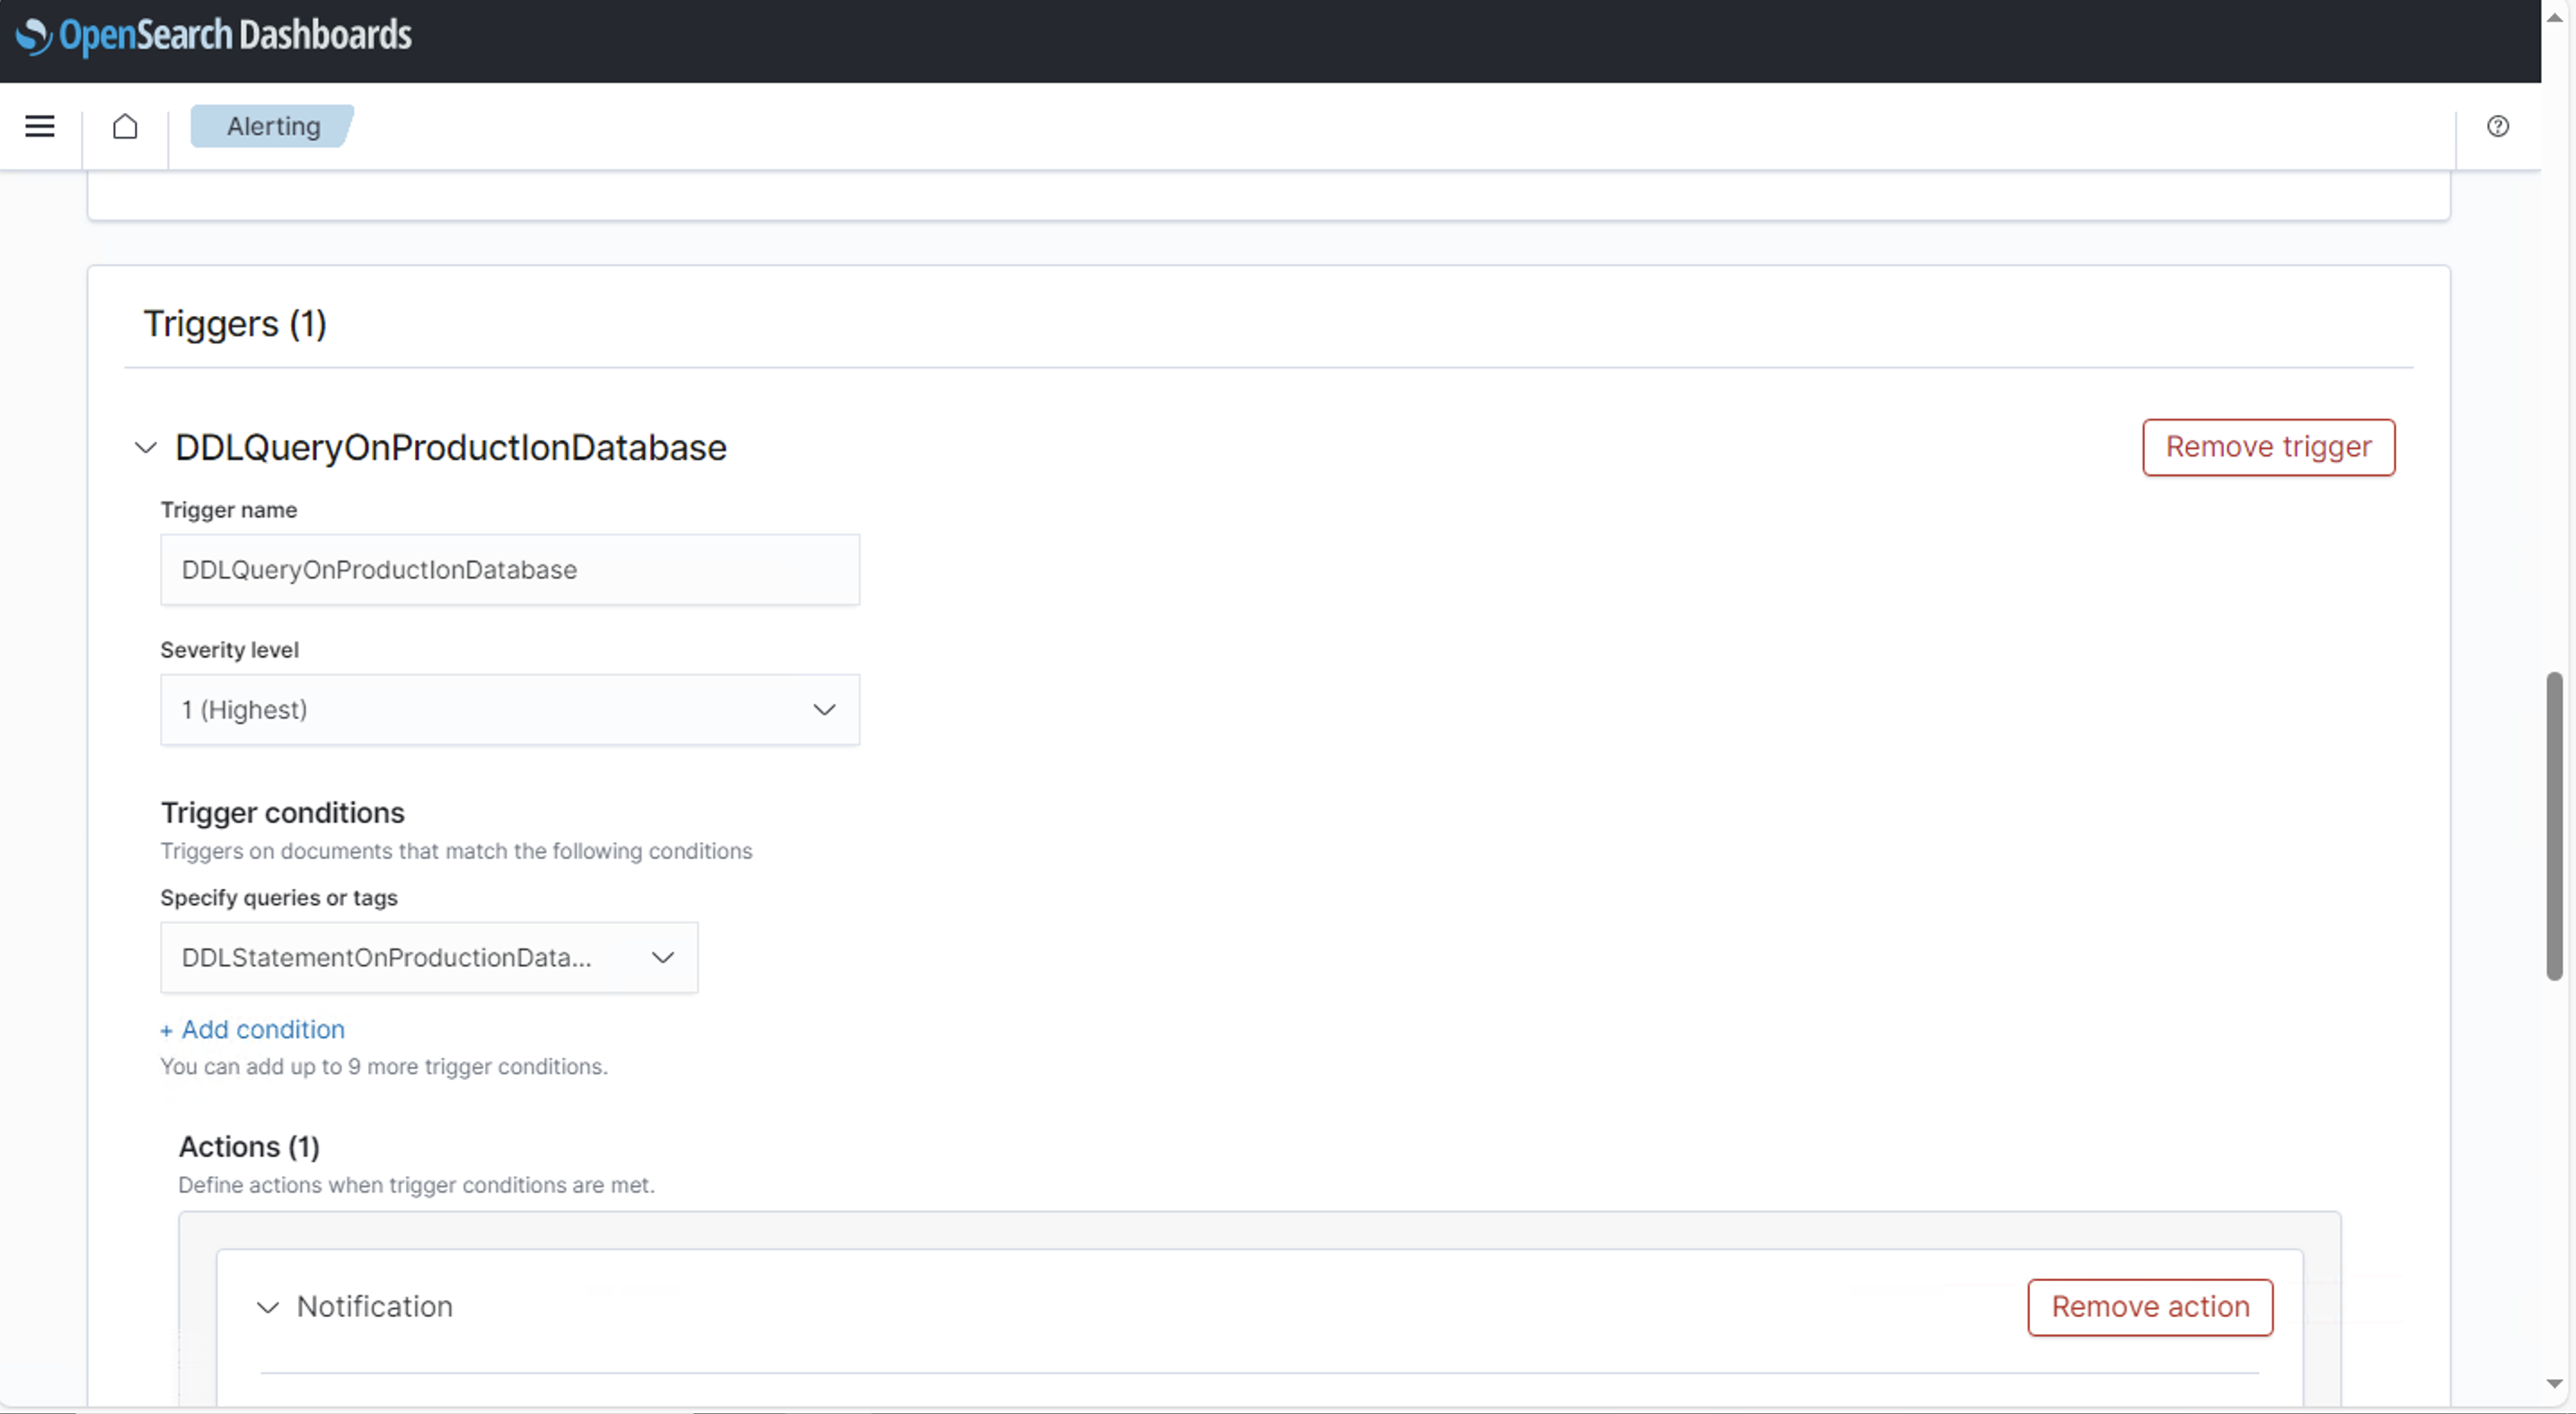 OpenSearch Dashboards
Alerting
Triggers (1)
DDLQueryOnProductIonDatabase
Remove trigger
Trigger name
DDLQueryOnProductIonDatabase
Severity level
1 (Highest)
Trigger conditions
Triggers on documents that match the following conditions
Specify queries or tags
DDLStatementOnProductionData...
+ Add condition
You can add up to 9 more trigger conditions.
Actions (1)
Define actions when trigger conditions are met.
Notification
Remove action